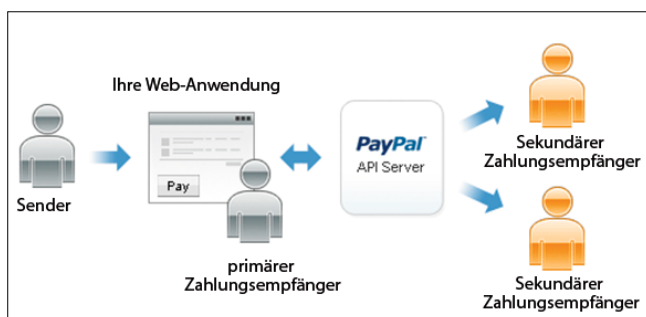 Ihre Web-Anwendung
Pay
Sender
primärer
Zahlungsempfänger
PayPal
API Server
Sekundärer
Zahlungsempfänger
Sekundärer
Zahlungsempfänger